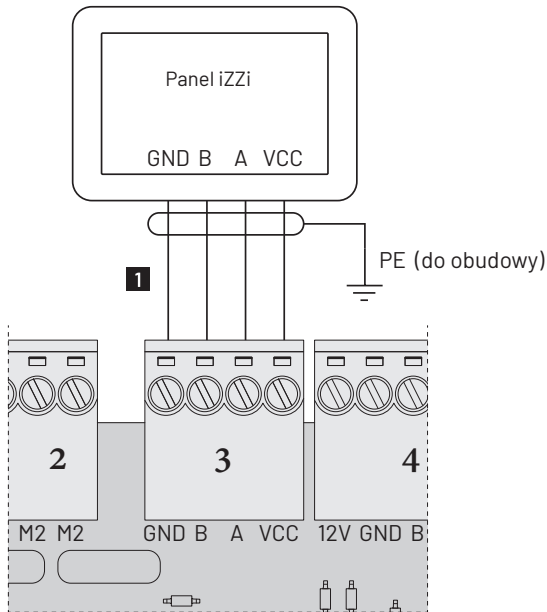 Panel iZZi
GND B A VCC
PE (do obudowy)
1
2 3 4
M2 M2 GND B A VCC 12V GND B